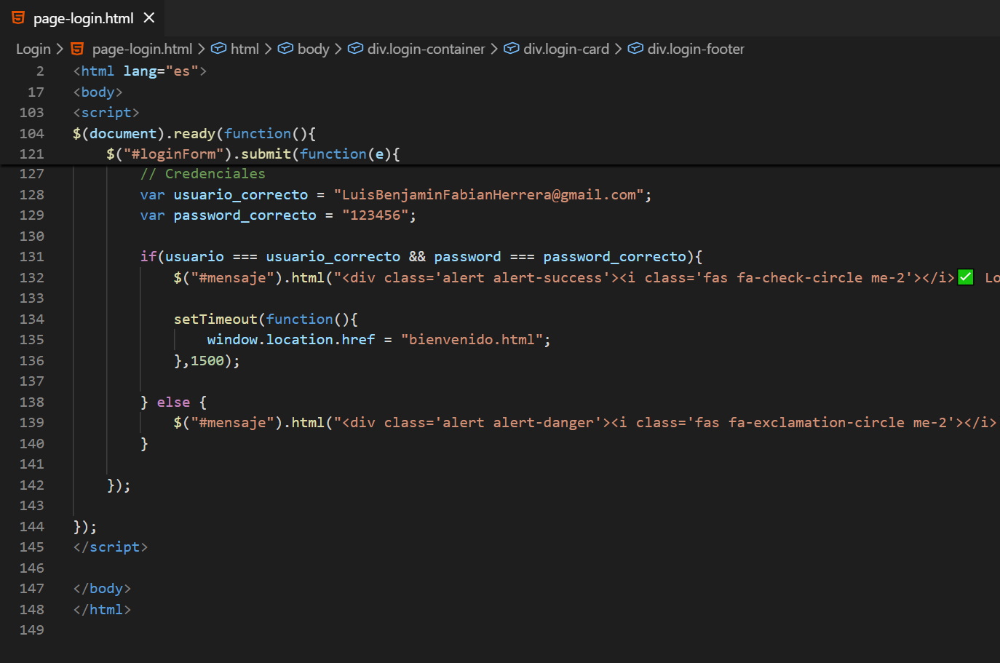 page-login.html
Login > page-login.html > html > body > div.login-container > div.login-card > div.login-footer
2 <html lang="es">
17 <body>
103 <script>
104 $(document).ready(function(){
121 $("#loginForm").submit(function(e){
127 // Credenciales
128 var usuario_correcto = "LuisBenjaminFabianHerrera@gmail.com";
129 var password_correcto = "123456";
130
131 if(usuario === usuario_correcto && password === password_correcto){
132 $("#mensaje").html("<div class='alert alert-success'><i class='fas fa-check-circle me-2'></i>✅ Lo
133
134 setTimeout(function(){
135 window.location.href = "bienvenido.html";
136 },1500);
137
138 } else {
139 $("#mensaje").html("<div class='alert alert-danger'><i class='fas fa-exclamation-circle me-2'></i>
140 }
141
142 });
143
144 });
145 </script>
146
147 </body>
148 </html>
149